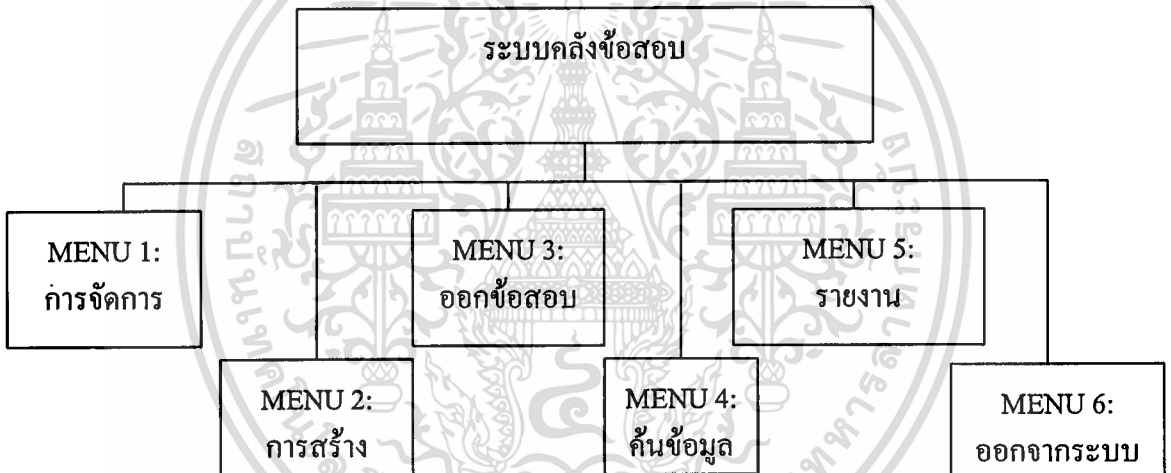 ระบบคลังข้อสอบ
MENU 1:
การจัดการ
MENU 2:
การสร้าง
MENU 3:
ออกข้อสอบ
MENU 4:
ค้นข้อมูล
MENU 5:
รายงาน
MENU 6:
ออกจากระบบ